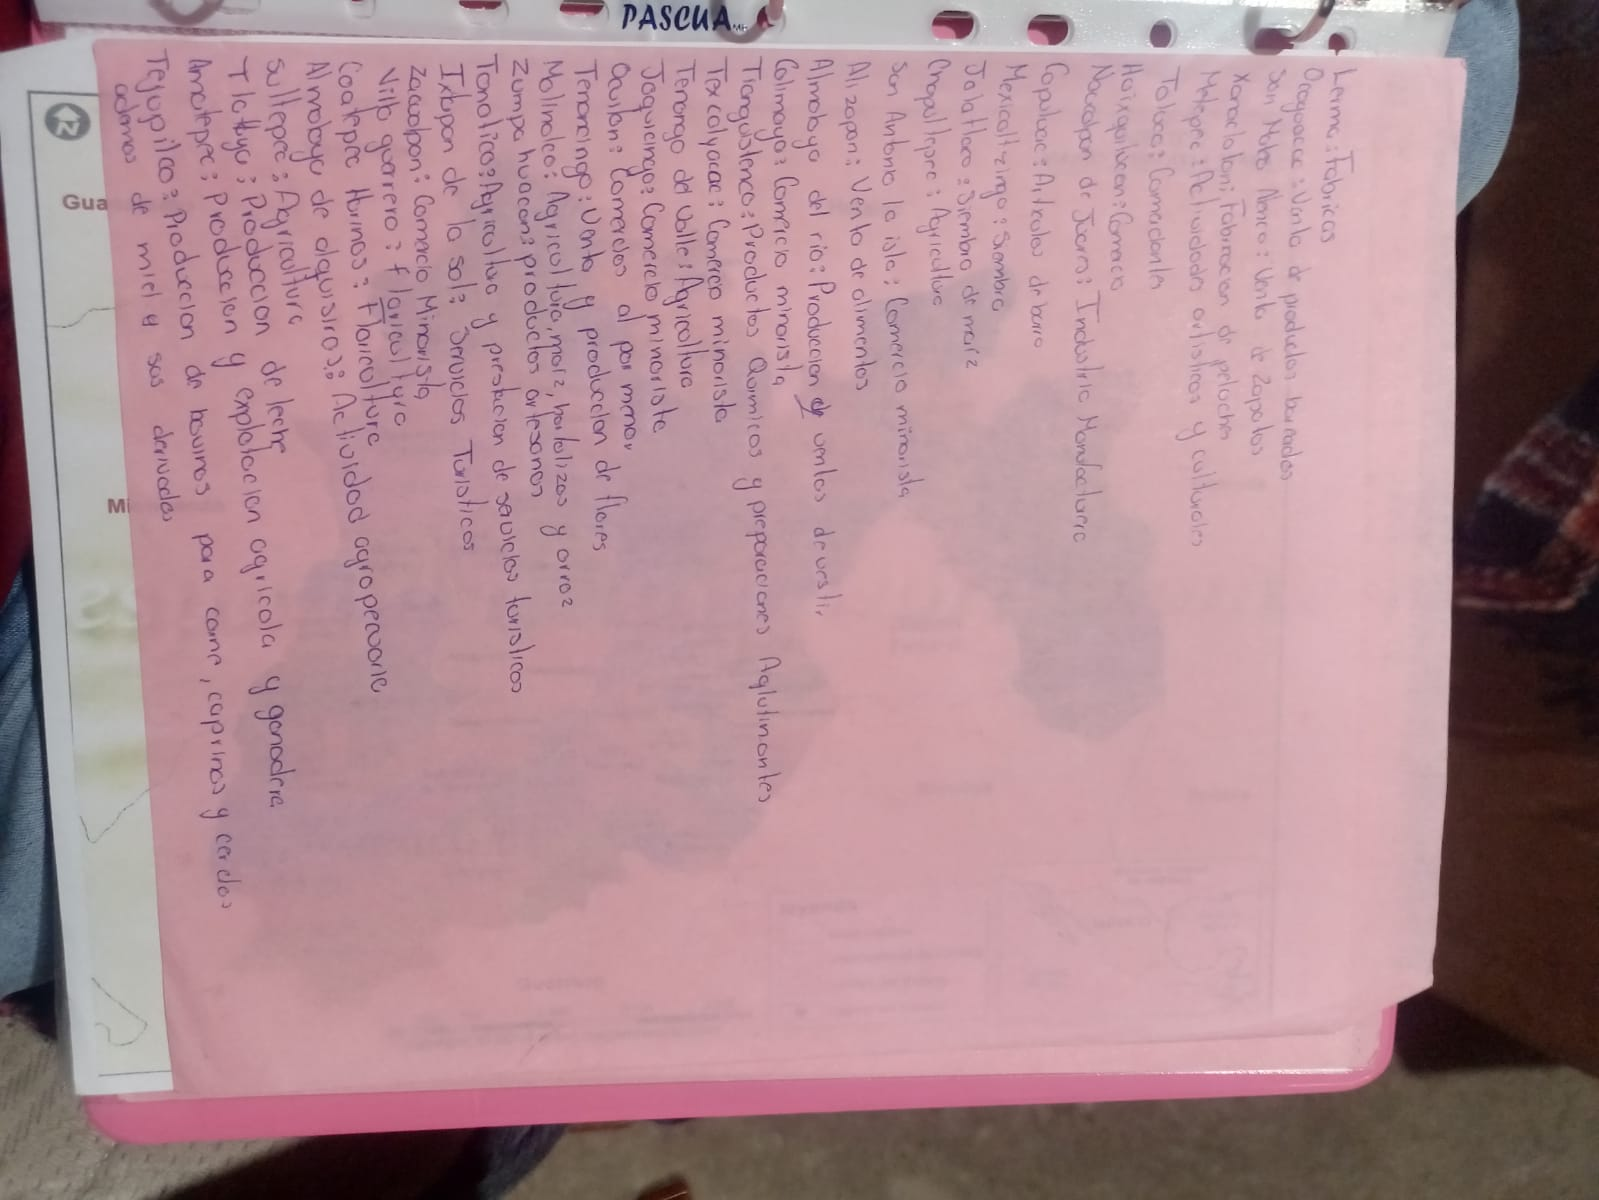 PASCUA
Lerma: Fabricas
Ocoyoacac: Venta de productos bareados
San Mateo Atenco: Venta de Zapatos
Xonacatlan: Fabricacion de peluches
Metepec: Actividades artisticas y culturales
Toluca: Comerciantes
Huixquilucan: Comercio
Naucalpan de Juarez: Industria Manufacturera
Capulhuac: Articulos de barro
Mexicaltzingo: Siembra
Jalatlaco: Siembra de maiz
Chapultepec: Agricultura
San Antonio la isla: Comercio minorista
Atizapan: Venta de alimentos
Almoloya del rio: Produccion y ventas de vestir
Calimaya: Comercio minorista
Tianguistenco: Productos Quimicos y preparaciones Aglutinantes
Texcalyacac: Comercio minorista
Tenango del Valle: Agricultura
Joquicingo: Comercio minorista
Ocuilan: Comercios al por menor
Tenancingo: Venta y produccion de flores
Malinalco: Agricultura, maiz, hortalizas y arroz
Zumpahuacan: productos artesanos
Tonatico: Agricultura y prestacion de servicios turisticos
Ixtapan de la sal: Servicios Turisticos
Zacualpan: Comercio Minorista
Villa guerrero: floricultura
Coatepec Harinas: Floricultura
Almoloya de alquisiras: Actividad agropecuaria
Sultepec: Agricultura
Tlatlaya: Produccion de leche
Amatepec: Produccion y explotacion agricola y ganadera
Tejupilco: Produccion de bovinos para carne, caprinos y cerdos
ademas de miel y sus derivados
Gua
Mi